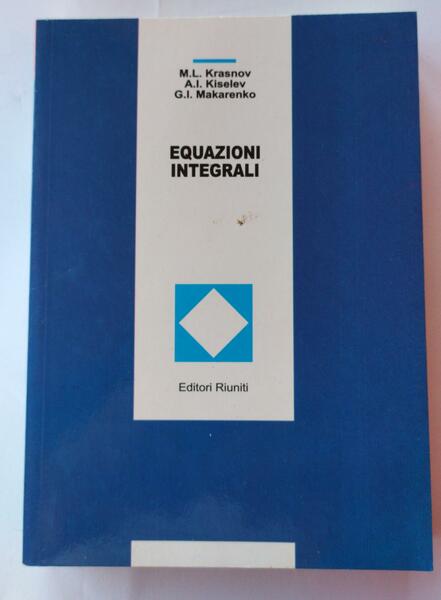 M.L. Krasnov
A.I. Kiselev
G.I. Makarenko
EQUAZIONI
INTEGRALI
Editori Riuniti